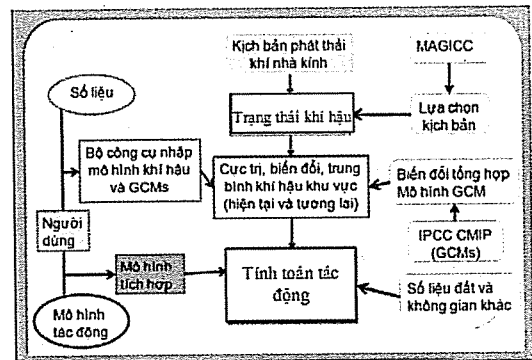 Kịch bản phát thải
khí nhà kính
MAGICC
Số liệu
Trạng thái khí hậu
Lựa chọn
kịch bản
Bộ công cụ nhập
mô hình khí hậu
và GCMs
Cực trị, biến đổi, trung
bình khí hậu khu vực
(hiện tại và tương lai)
Biến đổi tổng hợp
Mô hình GCM
Người
dùng
IPCC CMIP
(GCMs)
Mô hình
tích hợp
Tính toán tác
động
Số liệu đất và
không gian khác
Mô hình
tác động